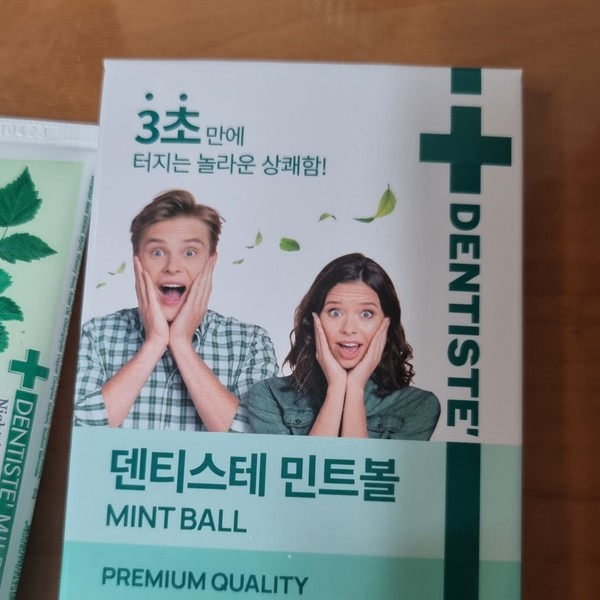 3초 만에
터지는 놀라운 상쾌함!
DENTISTE'
덴티스테 민트볼
MINT BALL
PREMIUM QUALITY
DENTISTE'